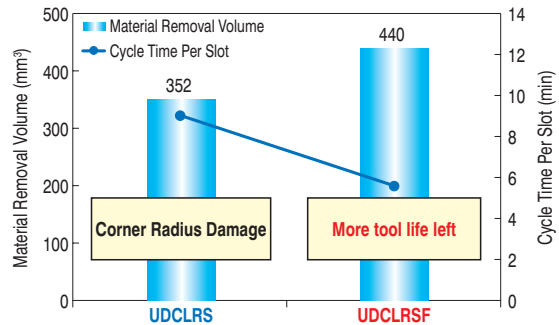 Material Removal Volume
Cycle Time Per Slot
Material Removal Volume (mm³)
500
400
300
200
100
0
352
440
Corner Radius Damage
More tool life left
UDCLRS
UDCLRSF
14
12
10
8
6
4
2
0
Cycle Time Per Slot (min)